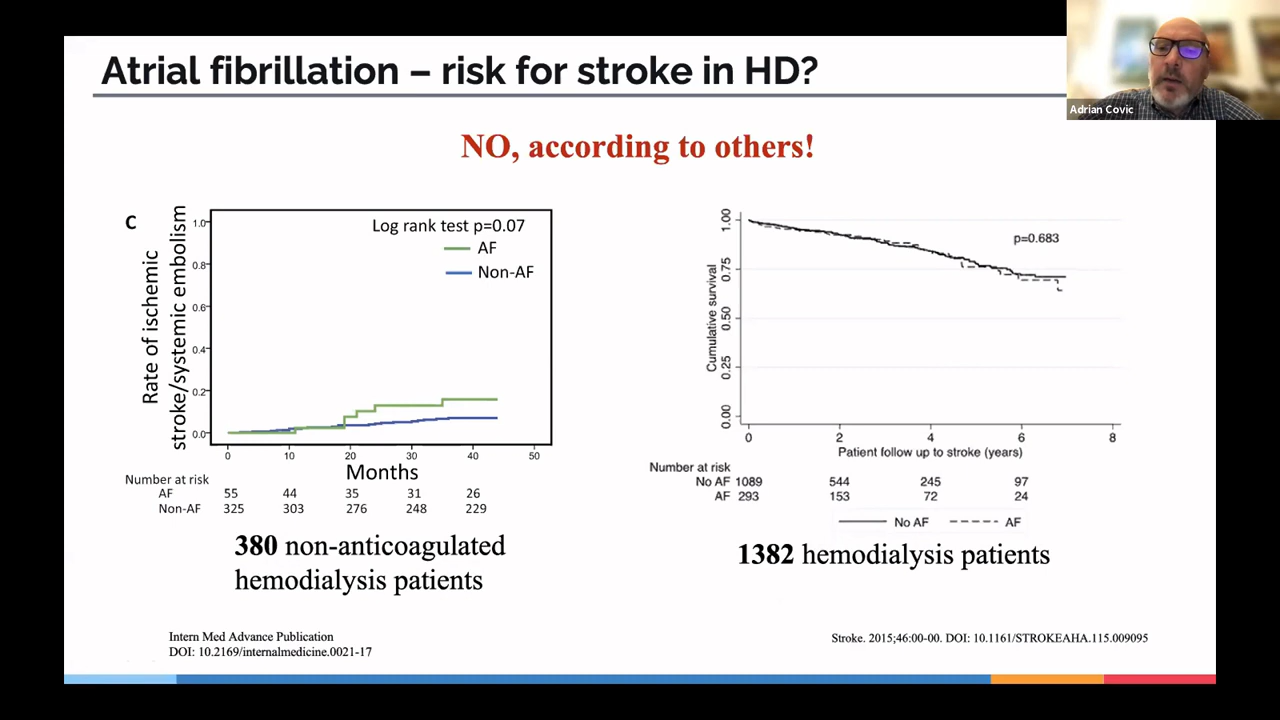 Atrial fibrillation – risk for stroke in HD?
Adrian Covic
NO, according to others!
C
Rate of ischemic
stroke/systemic embolism
1.0
0.8
0.6
0.4
0.2
0.0
Log rank test p=0.07
AF
Non-AF
0 10 20 30 40 50
Months
Number at risk
AF 55 44 35 31 26
Non-AF 325 303 276 248 229
380 non-anticoagulated
hemodialysis patients
Cumulative survival
1.00
0.75
0.50
0.25
0.00
p=0.683
0 2 4 6 8
Patient follow up to stroke (years)
Number at risk
No AF 1089 544 245 97
AF 293 153 72 24
No AF AF
1382 hemodialysis patients
Intern Med Advance Publication
DOI: 10.2169/internalmedicine.0021-17
Stroke. 2015;46:00-00. DOI: 10.1161/STROKEAHA.115.009095